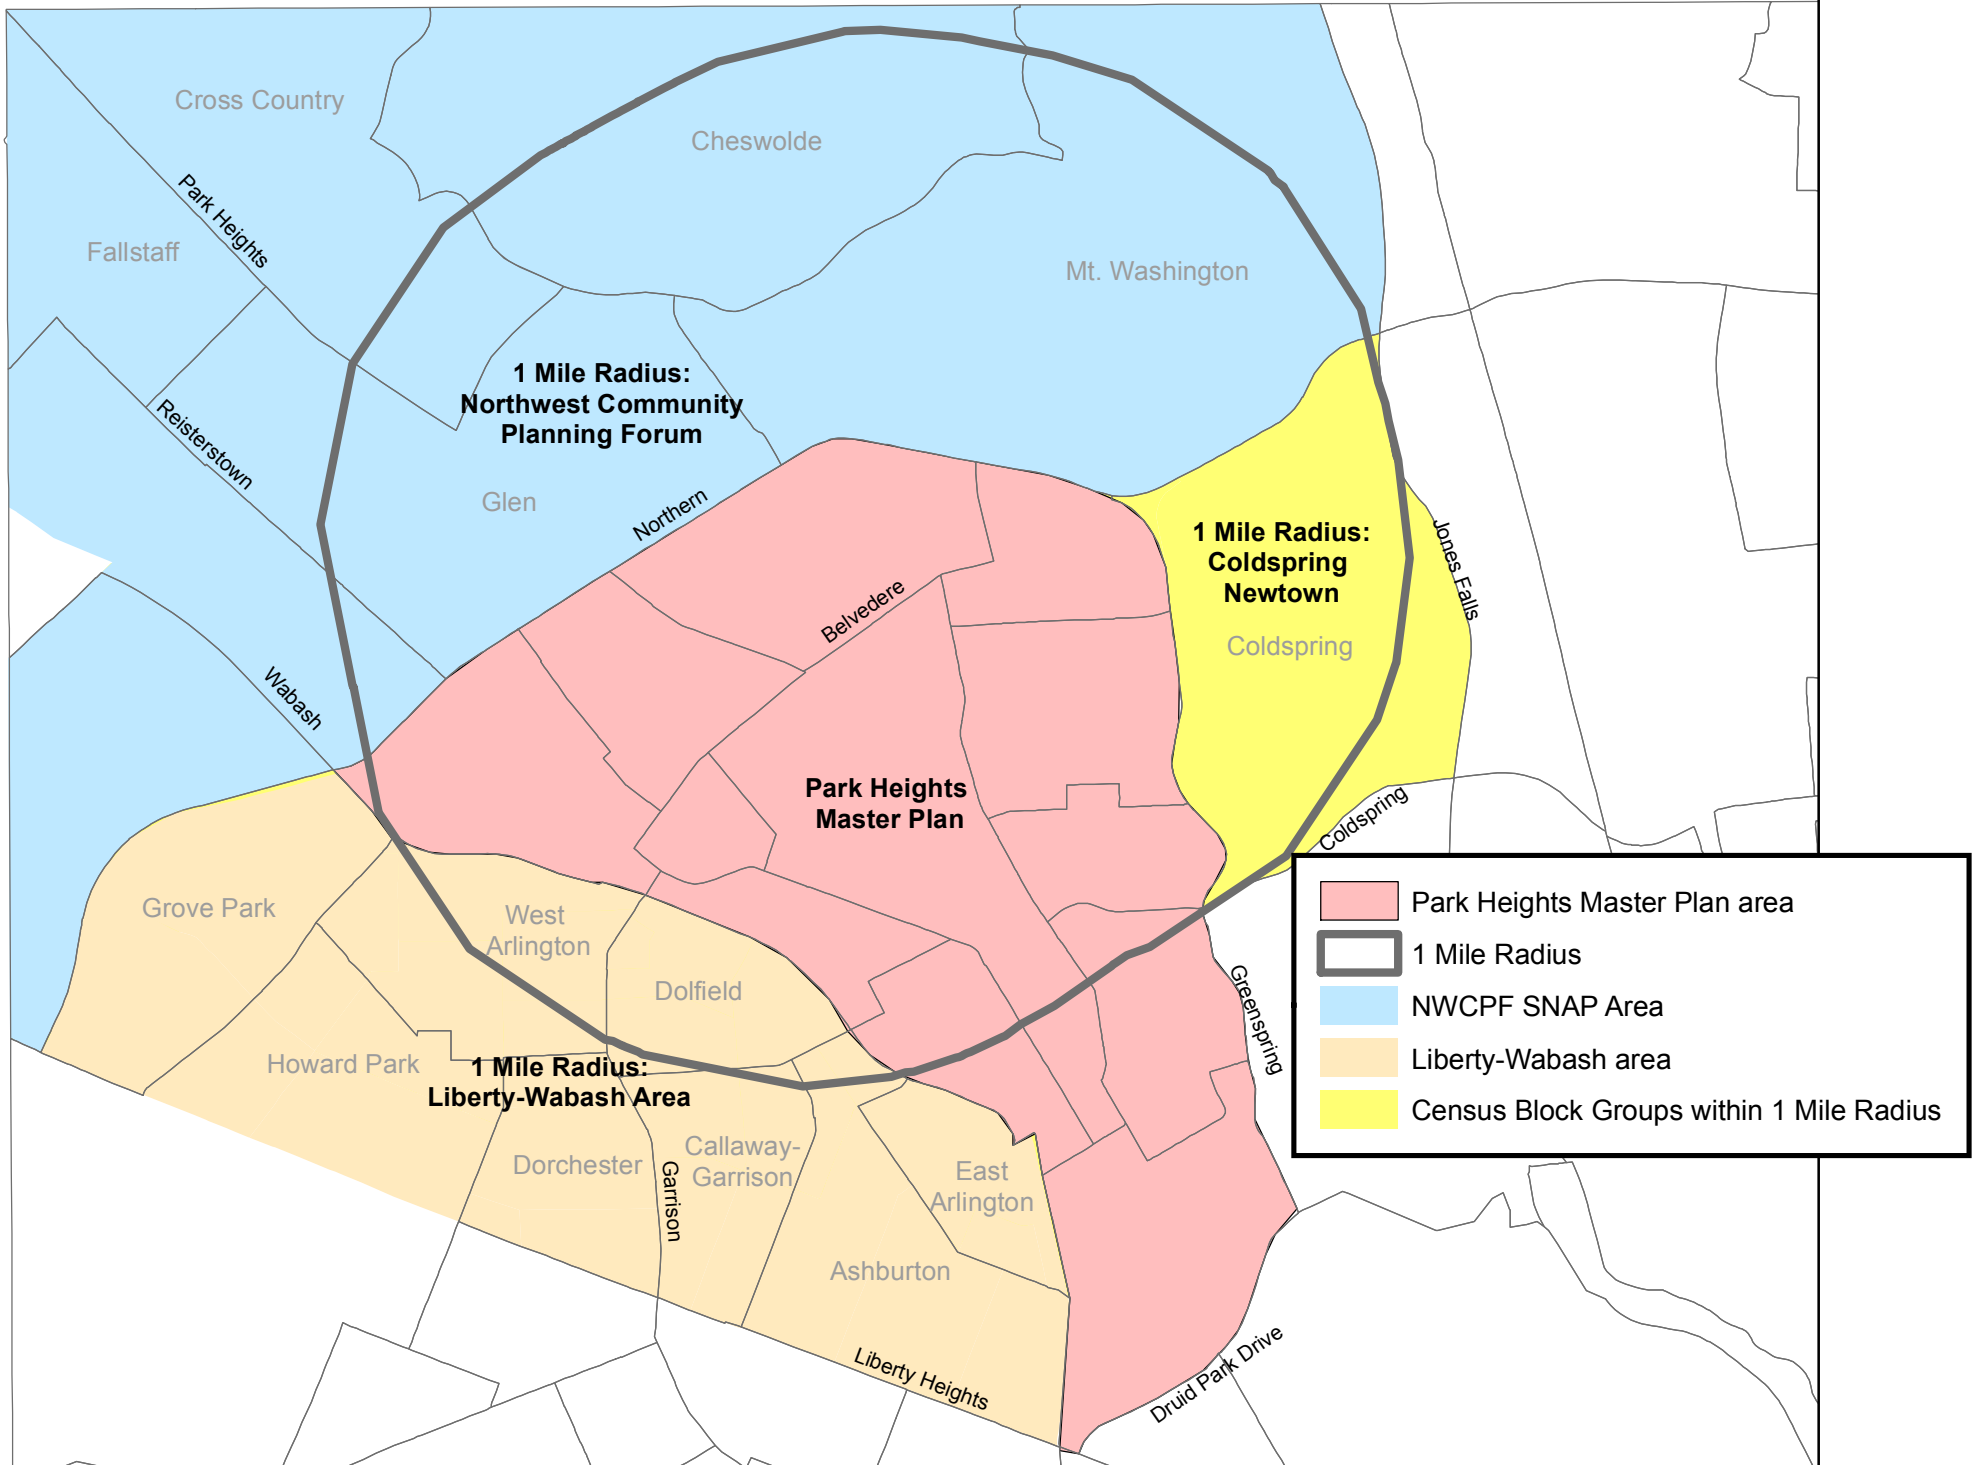 Cross Country
Cheswolde
Park Heights
Fallstaff
Mt. Washington
1 Mile Radius:
Northwest Community
Planning Forum
Reisterstown
Glen
Northern
1 Mile Radius:
Coldspring
Newtown
Jones Falls
Belvedere
Coldspring
Wabash
Park Heights
Master Plan
Coldspring
Grove Park
West
Arlington
Dolfield
Greenspring
Howard Park
1 Mile Radius:
Liberty-Wabash Area
Dorchester
Garrison
Callaway-
Garrison
East
Arlington
Ashburton
Liberty Heights
Druid Park Drive
Park Heights Master Plan area
1 Mile Radius
NWCPF SNAP Area
Liberty-Wabash area
Census Block Groups within 1 Mile Radius